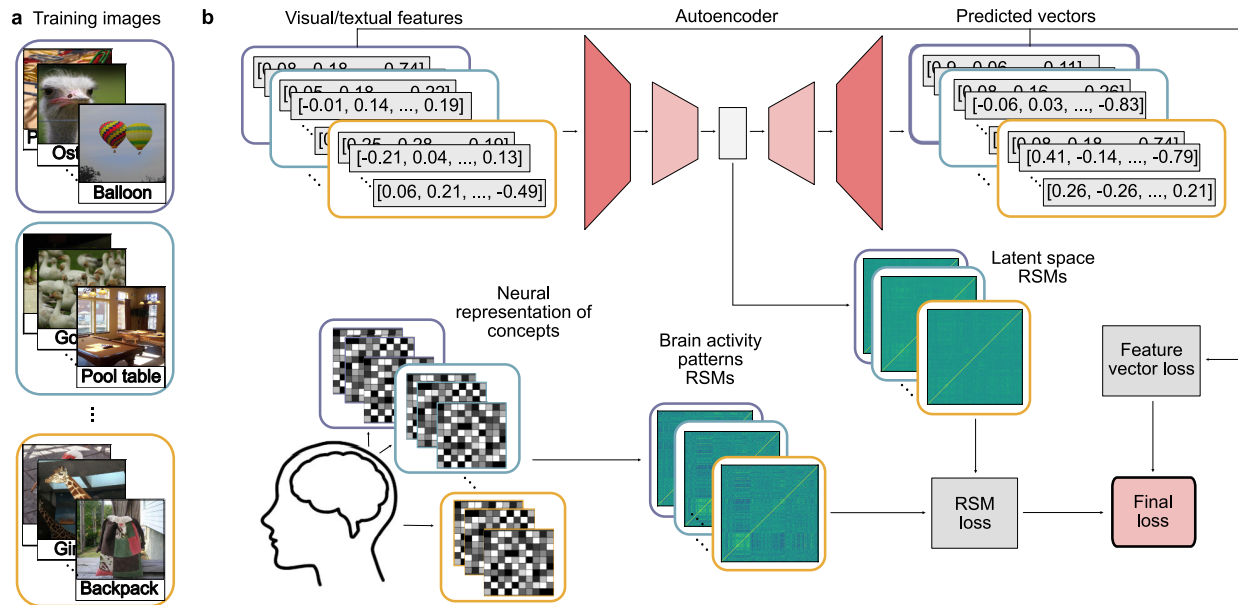 a
Training images
Balloon
Pool table
Backpack
b
Visual/textual features
Autoencoder
Predicted vectors
[-0.01, 0.14, ..., 0.19]
[-0.21, 0.04, ..., 0.13]
[0.06, 0.21, ..., -0.49]
[-0.06, 0.03, ..., -0.83]
[0.41, -0.14, ..., -0.79]
[0.26, -0.26, ..., 0.21]
Neural
representation of
concepts
Brain activity
patterns
RSMs
Latent space
RSMs
Feature
vector loss
RSM
loss
Final
loss